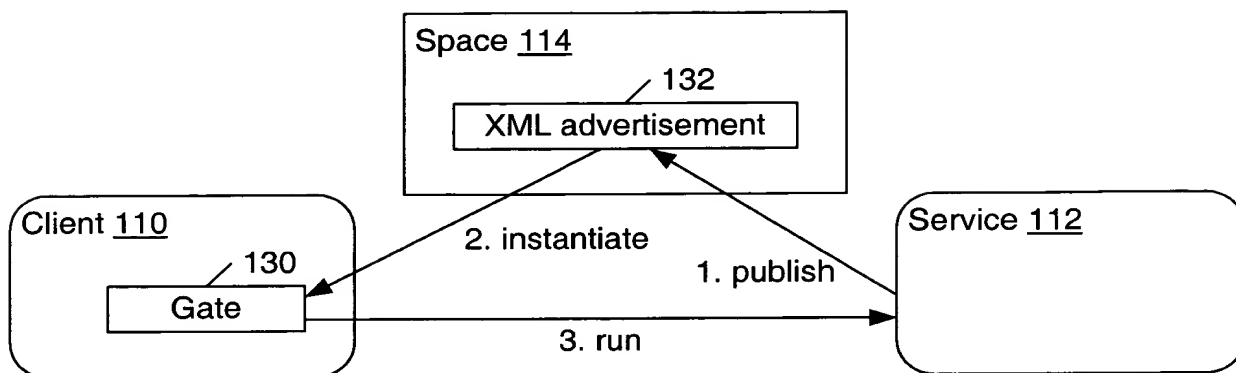 Space 114
132
XML advertisement
Client 110
2. instantiate
Service 112
130
1. publish
Gate
3. run